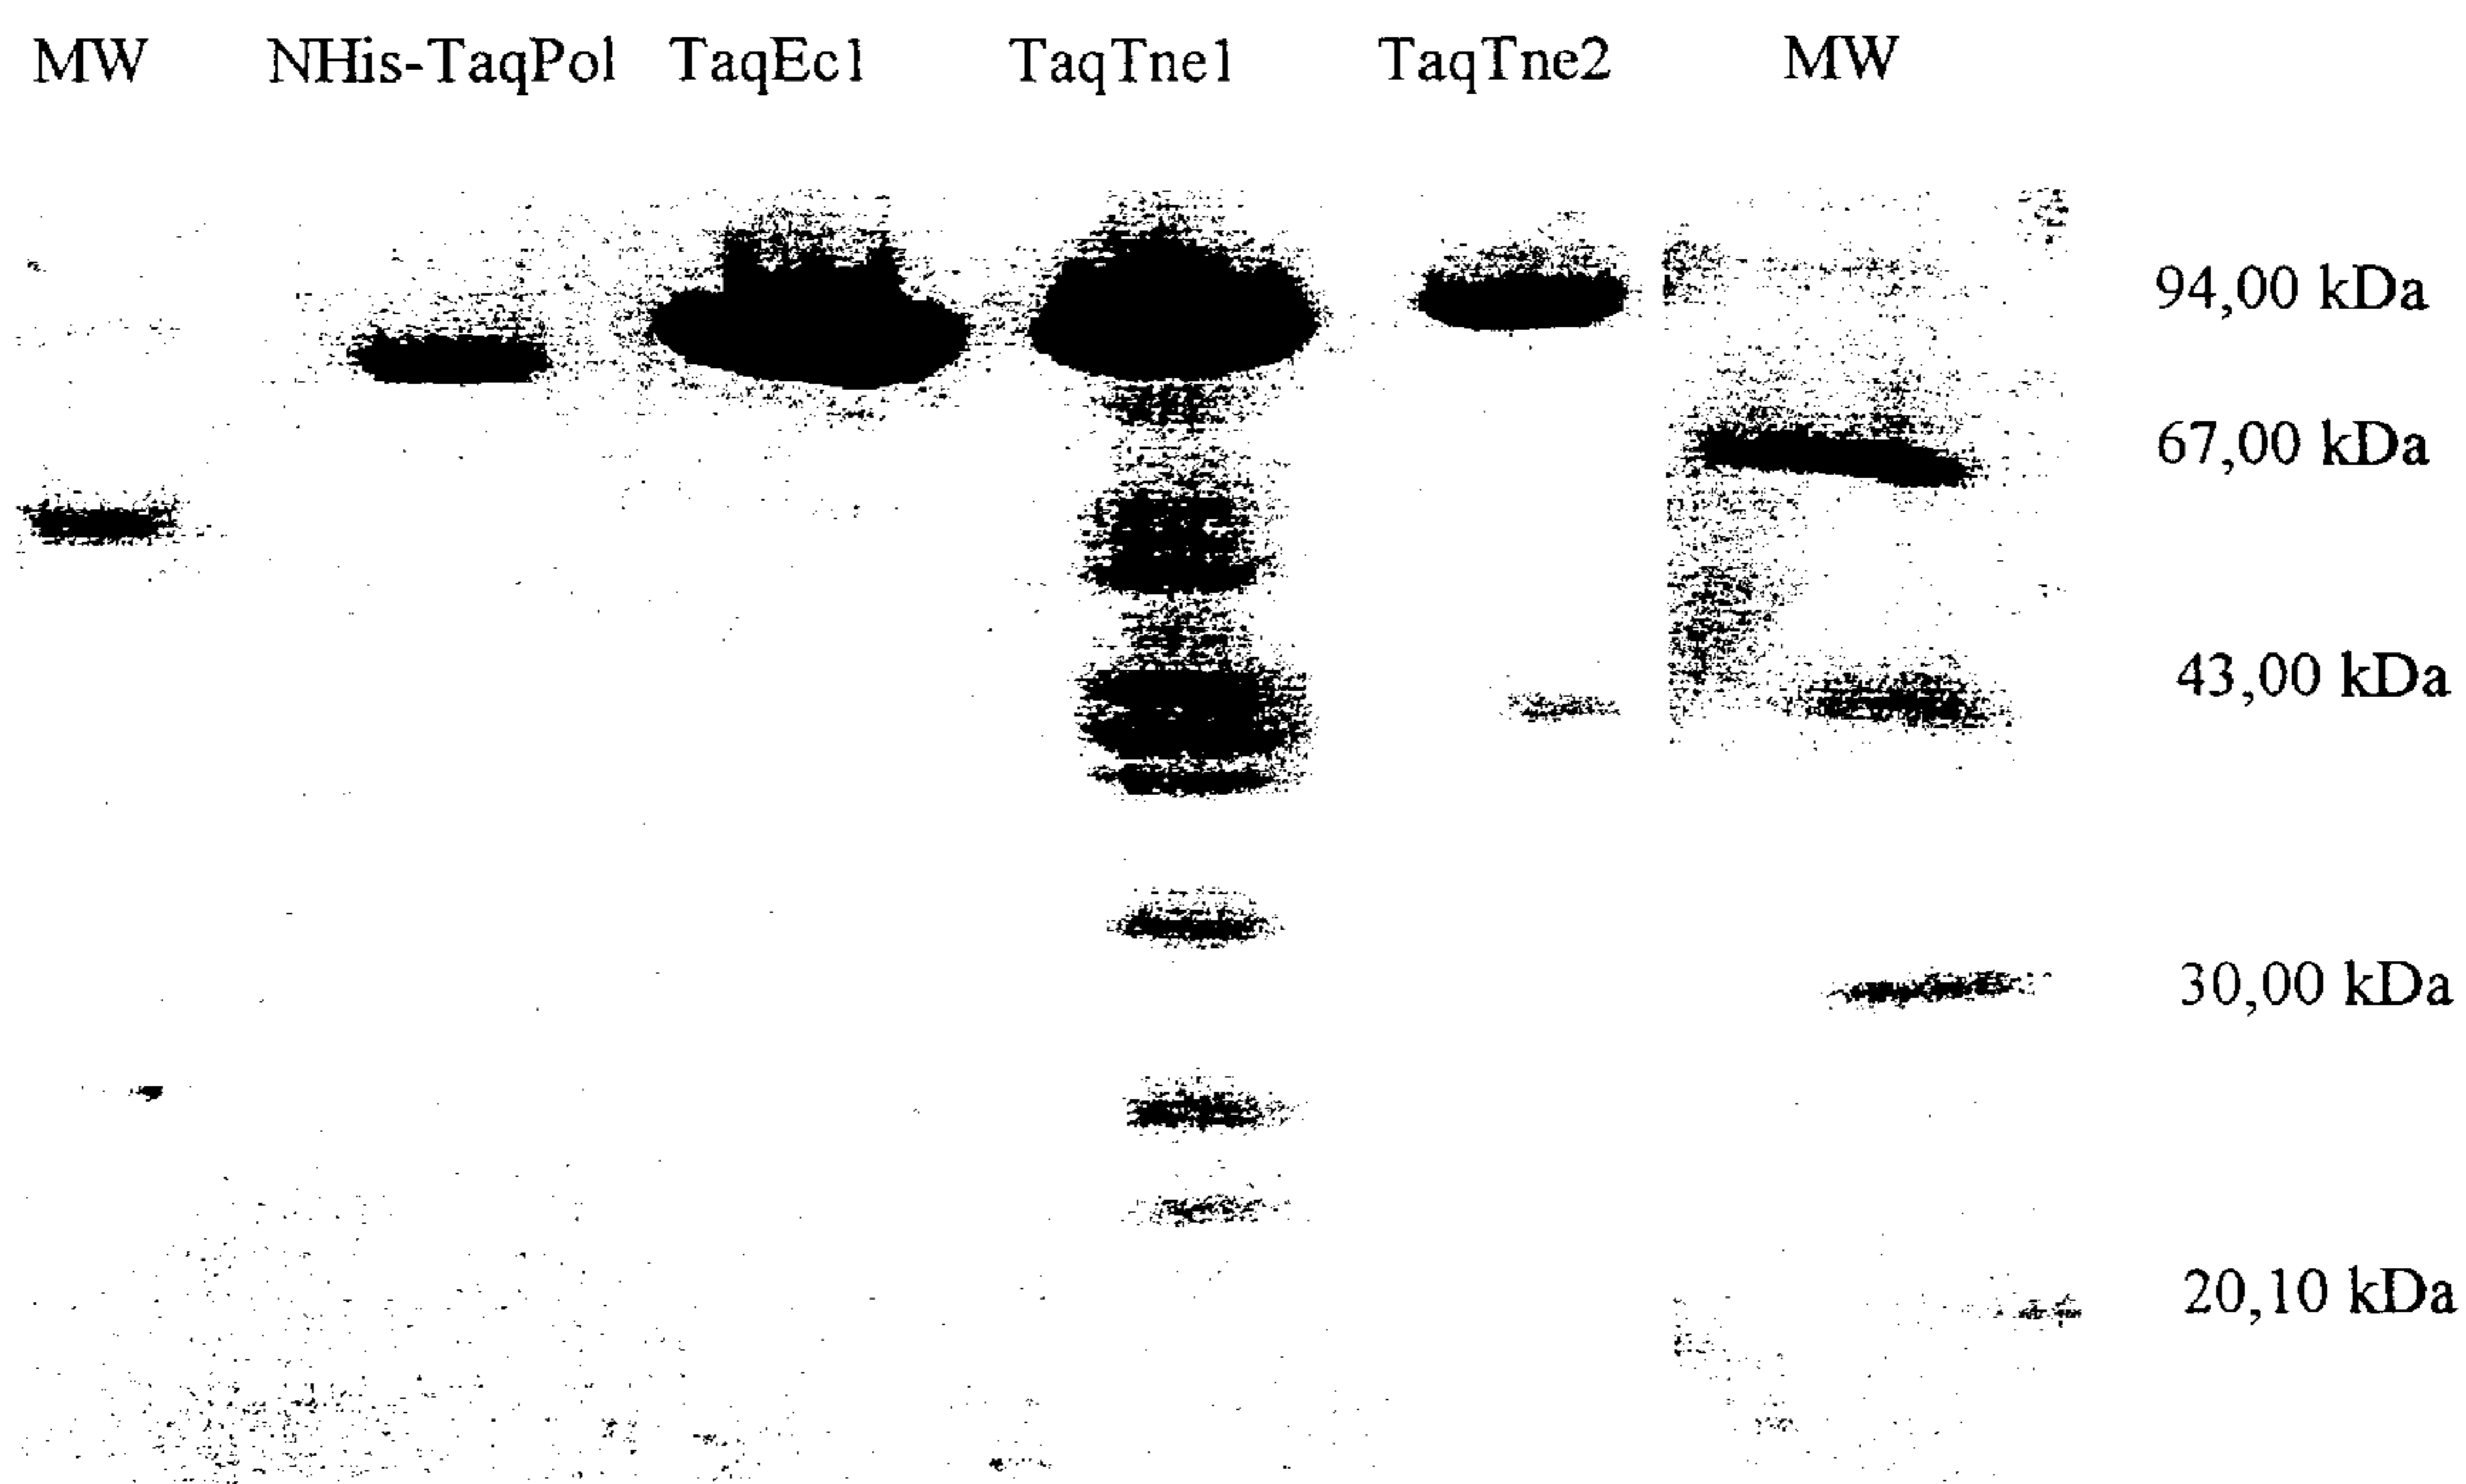 MW NHis-TaqPol TaqEc1 TaqTne1 TaqTne2 MW
94,00 kDa
67,00 kDa
43,00 kDa
30,00 kDa
20,10 kDa